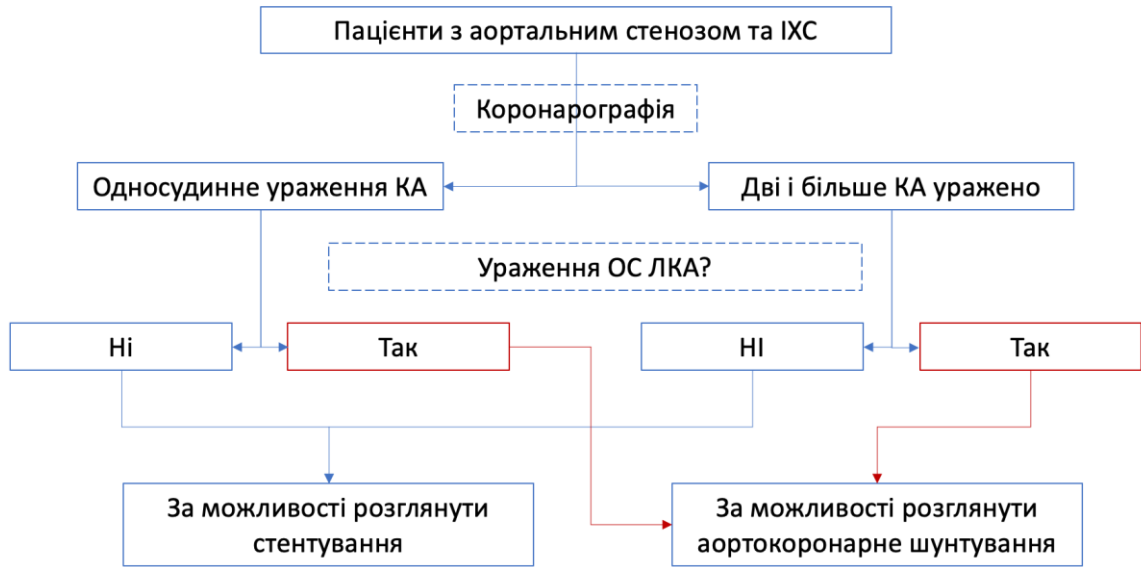 Пацієнти з аортальним стенозом та ІХС
Коронарографія
Односудинне ураження КА
Дві і більше КА уражено
Ураження ОС ЛКА?
Ні
Так
НІ
Так
За можливості розглянути
стентування
За можливості розглянути
аортокоронарне шунтування